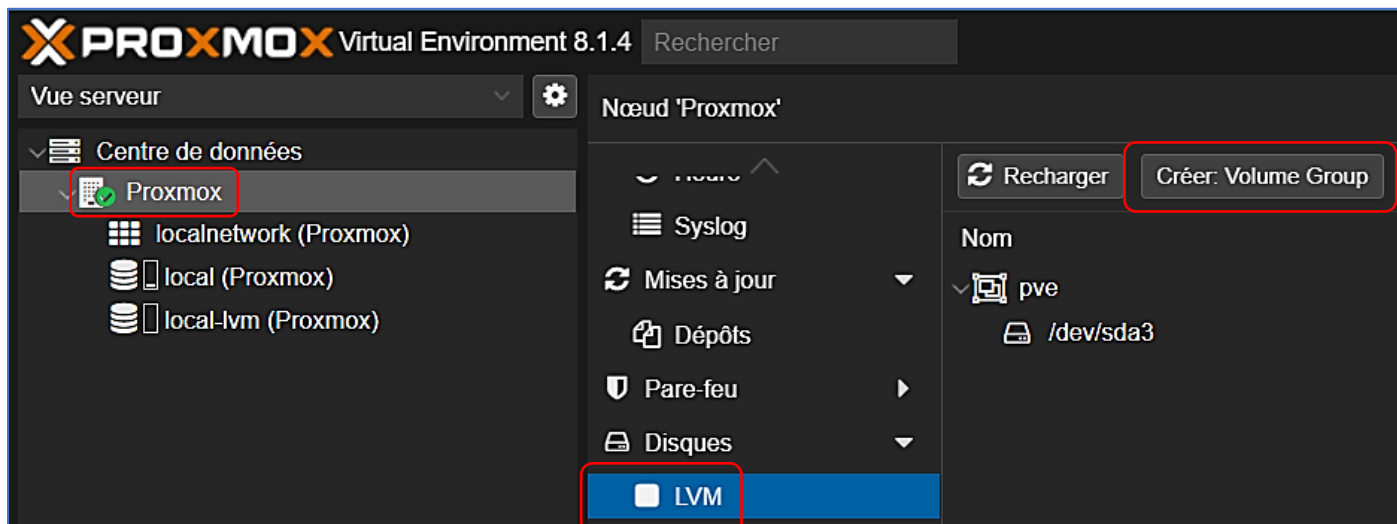 PROXMOX Virtual Environment 8.1.4 Rechercher
Vue serveur
Centre de données
Proxmox
localnetwork (Proxmox)
local (Proxmox)
local-lvm (Proxmox)
Nœud 'Proxmox'
Syslog
Mises à jour
Dépôts
Pare-feu
Disques
LVM
Recharger
Créer: Volume Group
Nom
pve
/dev/sda3